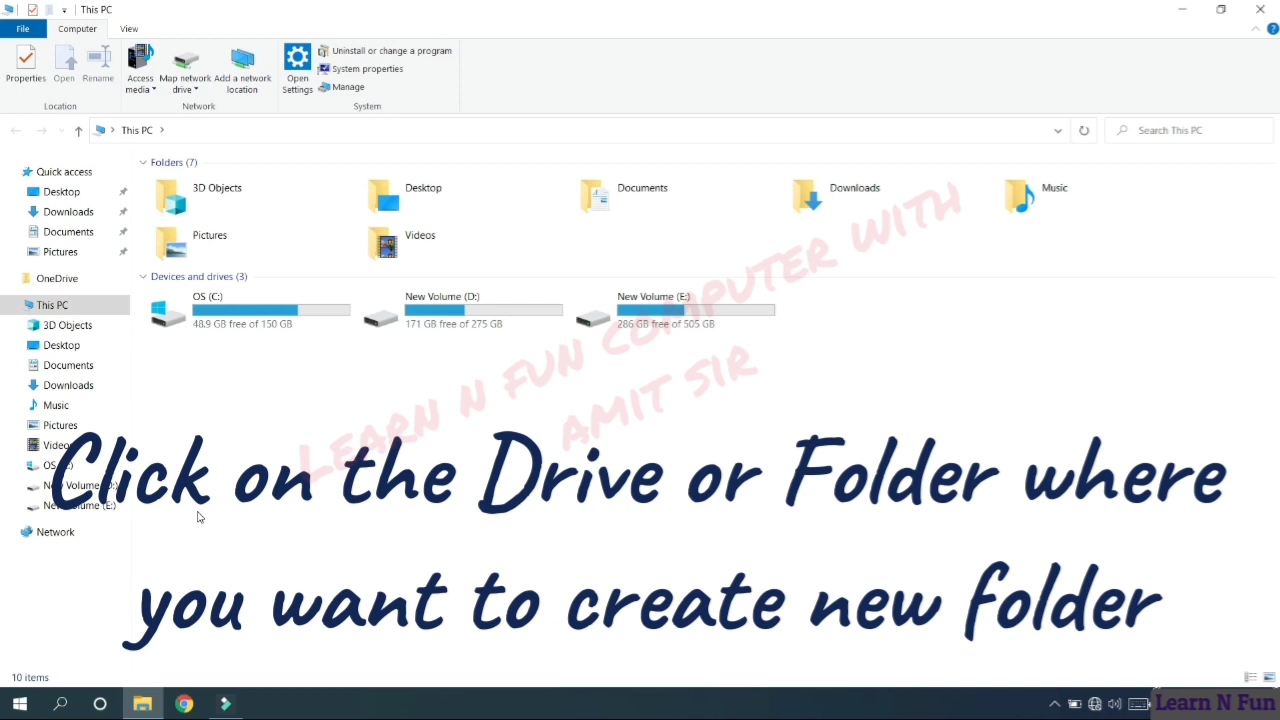 This PC
File
Computer
View
Properties
Open
Rename
Access media
Map network drive
Add a network location
Open Settings
Uninstall or change a program
System properties
Manage
Location
Network
System
This PC
Search This PC
Quick access
Desktop
Downloads
Documents
Pictures
OneDrive
This PC
3D Objects
Desktop
Documents
Downloads
Music
Pictures
Videos
OS (C:)
New Volume (D:)
New Volume (E:)
Network
Folders (7)
3D Objects
Desktop
Documents
Downloads
Music
Pictures
Videos
Devices and drives (3)
OS (C:)
48.9 GB free of 150 GB
New Volume (D:)
171 GB free of 275 GB
New Volume (E:)
286 GB free of 505 GB
LEARN N FUN COMPUTER WITH
AMIT SIR
Click on the Drive or Folder where
you want to create new folder
10 items
Learn N Fun